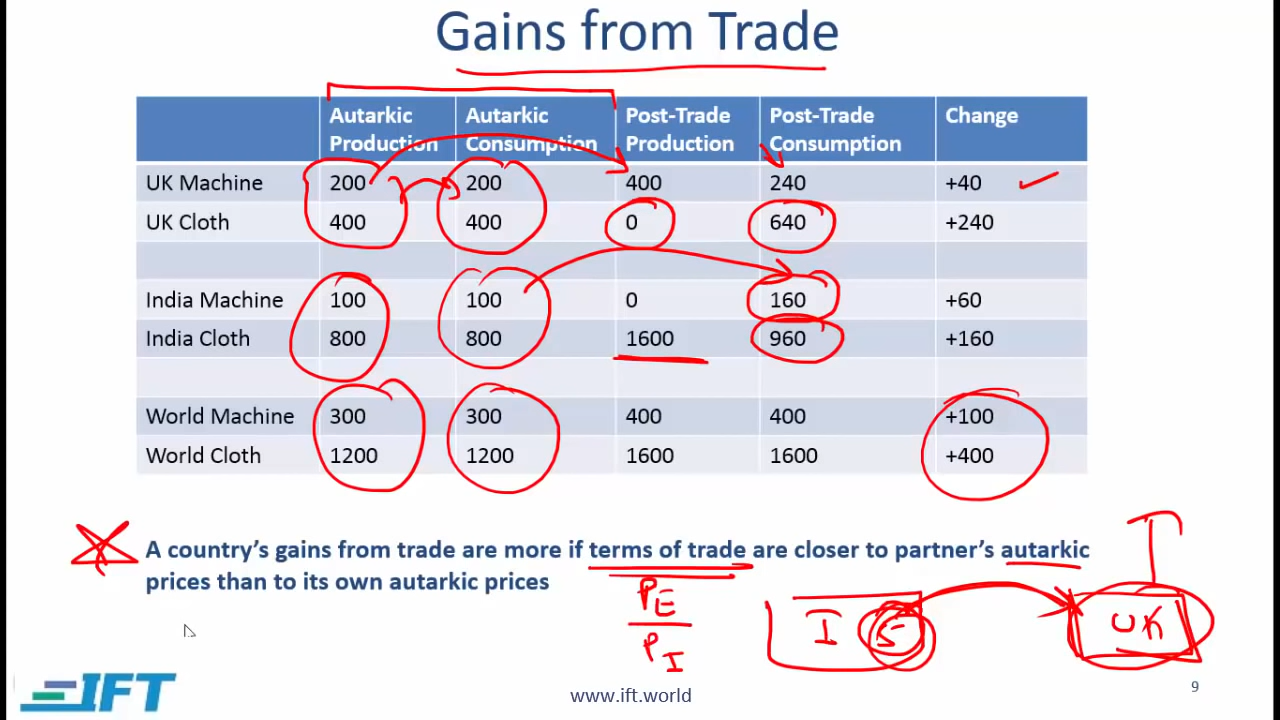 Gains from Trade
Autarkic Production Autarkic Consumption Post-Trade Production Post-Trade Consumption Change
UK Machine 200 200 400 240 +40
UK Cloth 400 400 0 640 +240
India Machine 100 100 0 160 +60
India Cloth 800 800 1600 960 +160
World Machine 300 300 400 400 +100
World Cloth 1200 1200 1600 1600 +400
A country's gains from trade are more if terms of trade are closer to partner's autarkic
prices than to its own autarkic prices
PE
PI
I 5
UK
IFT
www.ift.world
9